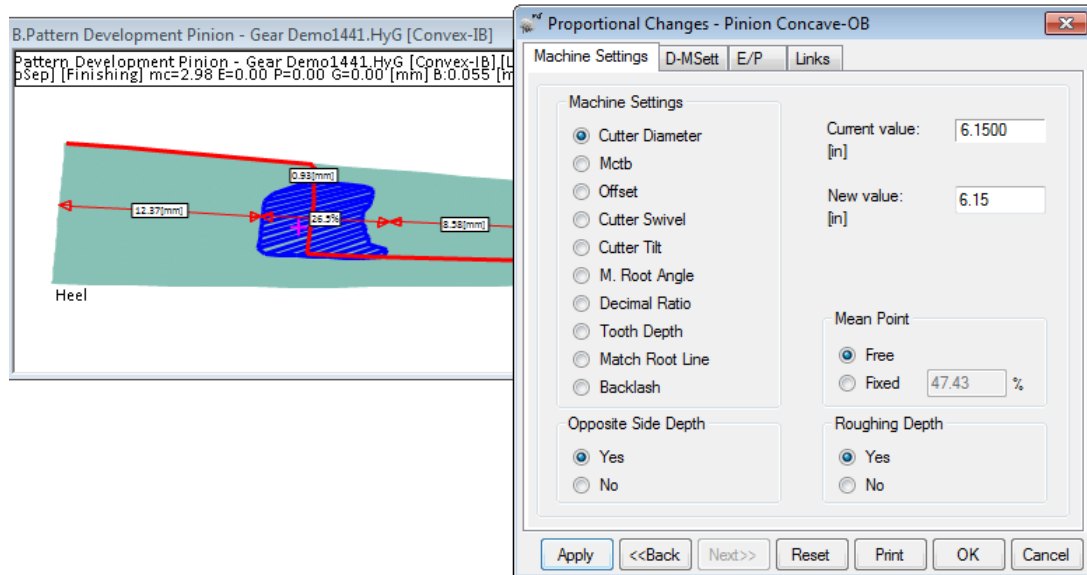 B.Pattern Development Pinion - Gear Demo1441.HyG [Convex-IB]
Pattern Development Pinion - Gear Demo1441.HyG [Convex-IB] [L
oSep] [Finishing] mc=2.98 E=0.00 P=0.00 G=0.00 [mm] B:0.055 [m
0.93[mm]
12.37[mm]
26.5%
8.58[mm]
Heel
Proportional Changes - Pinion Concave-OB
Machine Settings
D-MSett
E/P
Links
Machine Settings
Cutter Diameter
Mctb
Offset
Cutter Swivel
Cutter Tilt
M. Root Angle
Decimal Ratio
Tooth Depth
Match Root Line
Backlash
Current value:
6.1500
[in]
New value:
6.15
[in]
Mean Point
Free
Fixed
47.43
%
Opposite Side Depth
Yes
No
Roughing Depth
Yes
No
Apply
<<Back
Next>>
Reset
Print
OK
Cancel